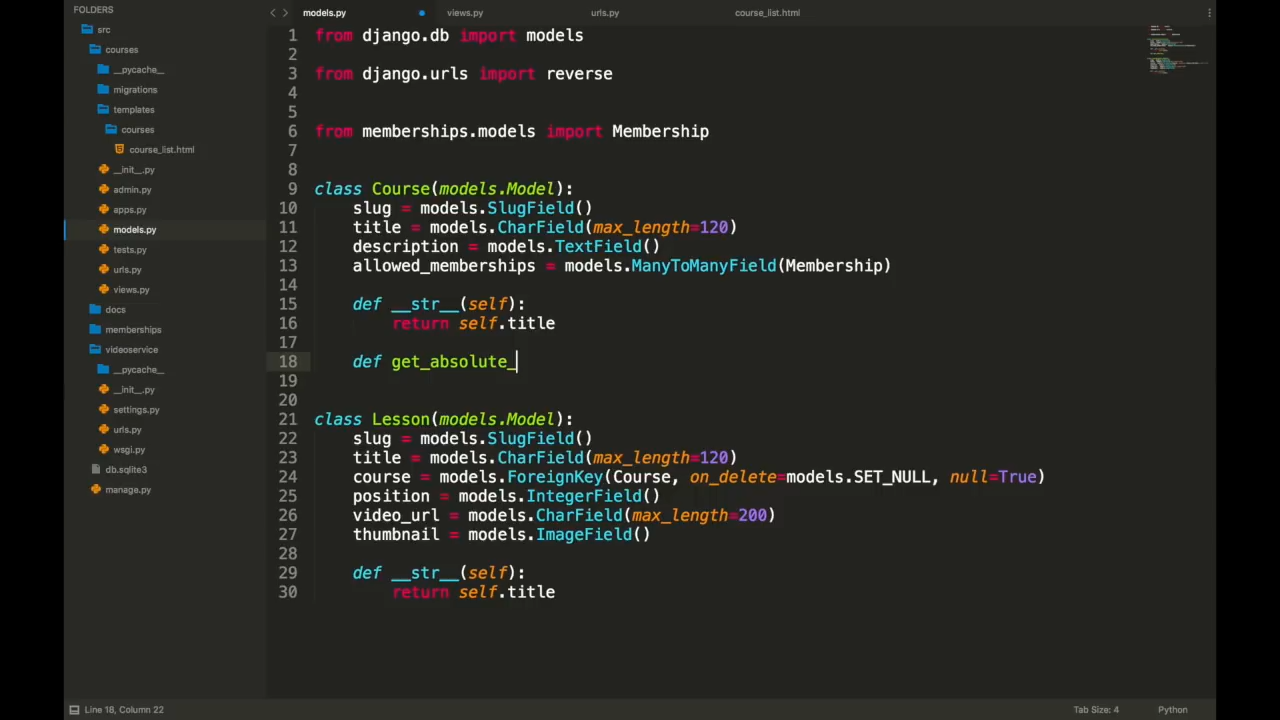 FOLDERS
src
courses
__pycache__
migrations
templates
courses
course_list.html
__init__.py
admin.py
apps.py
models.py
tests.py
urls.py
views.py
docs
memberships
videoservice
__pycache__
__init__.py
settings.py
urls.py
wsgi.py
db.sqlite3
manage.py
models.py views.py urls.py course_list.html
1 from django.db import models
2
3 from django.urls import reverse
4
5
6 from memberships.models import Membership
7
8
9 class Course(models.Model):
10 slug = models.SlugField()
11 title = models.CharField(max_length=120)
12 description = models.TextField()
13 allowed_memberships = models.ManyToManyField(Membership)
14
15 def __str__(self):
16 return self.title
17
18 def get_absolute_
19
20
21 class Lesson(models.Model):
22 slug = models.SlugField()
23 title = models.CharField(max_length=120)
24 course = models.ForeignKey(Course, on_delete=models.SET_NULL, null=True)
25 position = models.IntegerField()
26 video_url = models.CharField(max_length=200)
27 thumbnail = models.ImageField()
28
29 def __str__(self):
30 return self.title
Line 18, Column 22 Tab Size: 4 Python